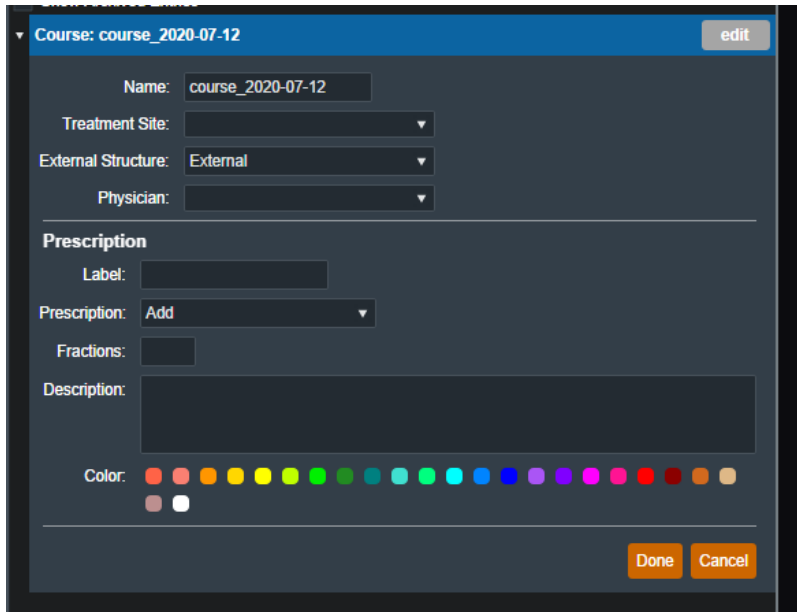 Course: course_2020-07-12 edit
Name: course_2020-07-12
Treatment Site:
External Structure: External
Physician:
Prescription
Label:
Prescription: Add
Fractions:
Description:
Color:
Done Cancel